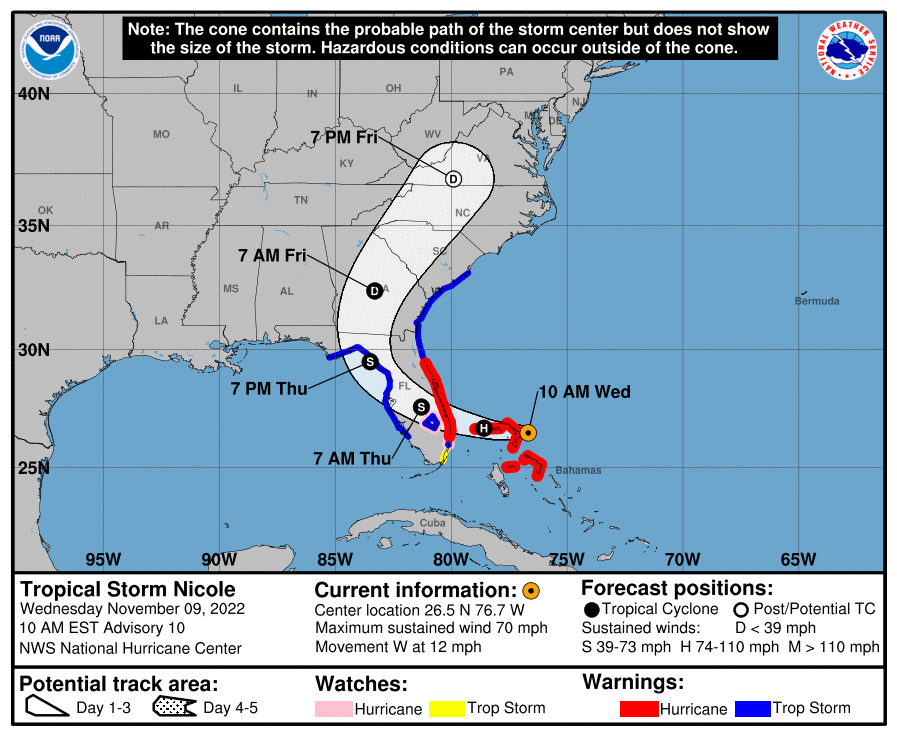 Note: The cone contains the probable path of the storm center but does not show
the size of the storm. Hazardous conditions can occur outside of the cone.
NOAA
NATIONAL WEATHER SERVICE
40N
35N
30N
25N
95W
90W
85W
80W
75W
70W
65W
PA
NJ
OH
IN
IL
MD
DE
WV
MO
VA
KY
OK
TN
NC
AR
SC
MS
AL
LA
FL
Bermuda
Bahamas
Cuba
7 PM Fri
D
7 AM Fri
D
7 PM Thu
S
7 AM Thu
S
H
10 AM Wed
Tropical Storm Nicole
Wednesday November 09, 2022
10 AM EST Advisory 10
NWS National Hurricane Center
Current information:
Center location 26.5 N 76.7 W
Maximum sustained wind 70 mph
Movement W at 12 mph
Forecast positions:
Tropical Cyclone
Post/Potential TC
Sustained winds:
D < 39 mph
S 39-73 mph H 74-110 mph M > 110 mph
Potential track area:
Day 1-3
Day 4-5
Watches:
Hurricane
Trop Storm
Warnings:
Hurricane
Trop Storm